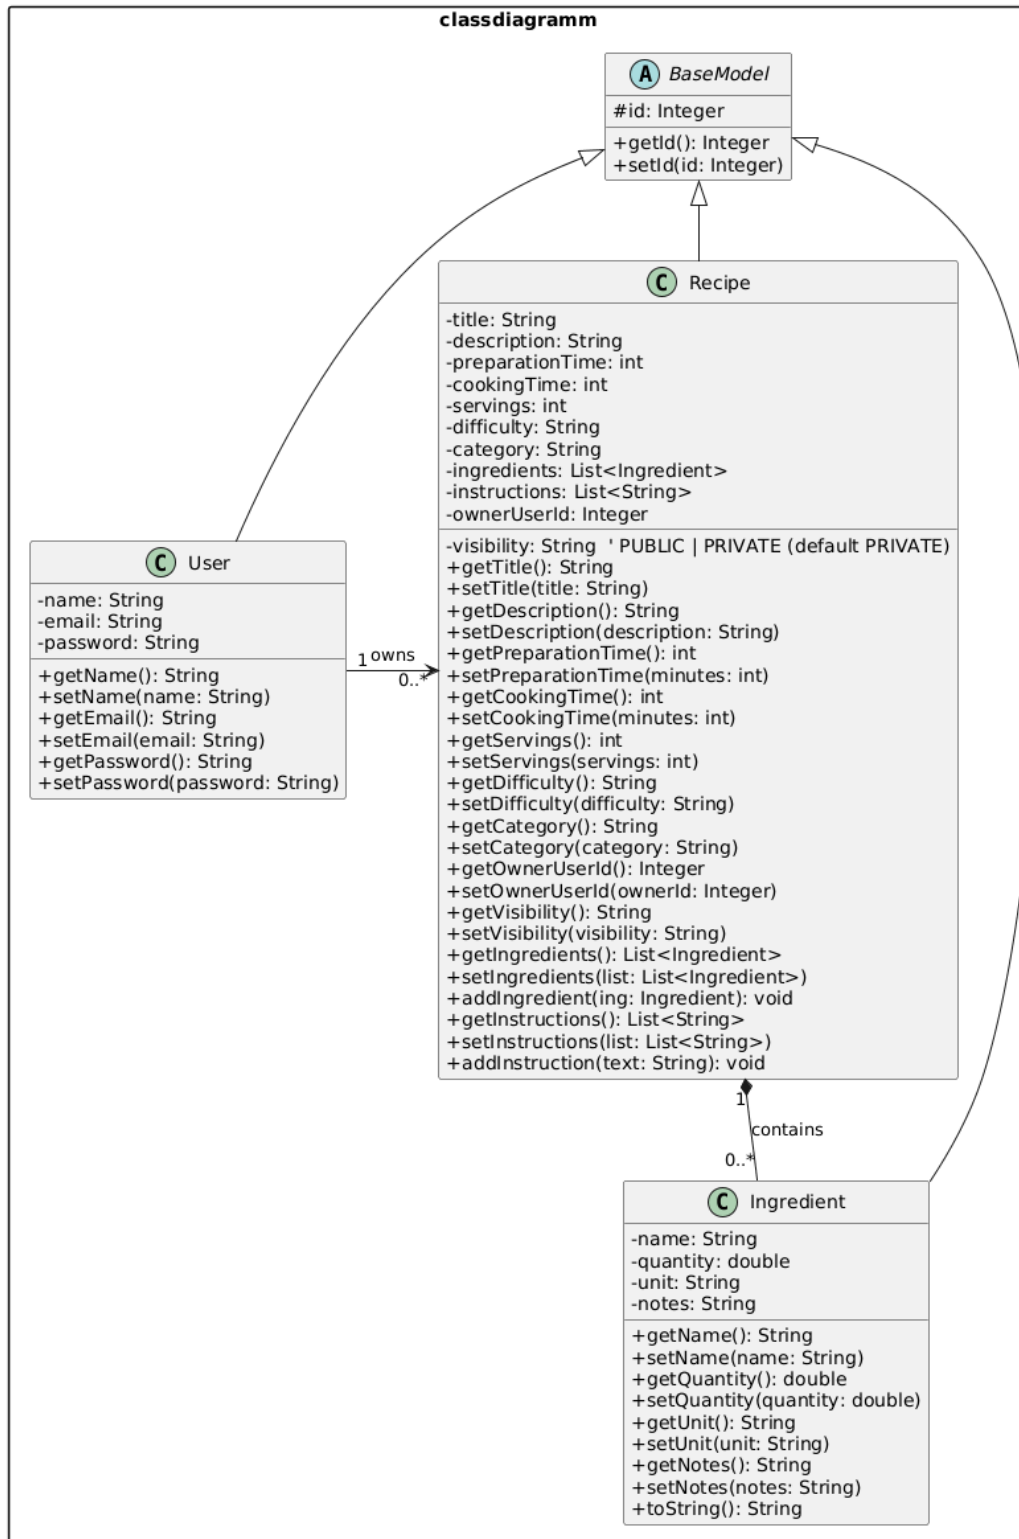 classdiagramm
A BaseModel
#id: Integer
+getId(): Integer
+setId(id: Integer)
C Recipe
-title: String
-description: String
-preparationTime: int
-cookingTime: int
-servings: int
-difficulty: String
-category: String
-ingredients: List<Ingredient>
-instructions: List<String>
-ownerUserId: Integer
-visibility: String  ' PUBLIC | PRIVATE (default PRIVATE)
+getTitle(): String
+setTitle(title: String)
+getDescription(): String
+setDescription(description: String)
+getPreparationTime(): int
+setPreparationTime(minutes: int)
+getCookingTime(): int
+setCookingTime(minutes: int)
+getServings(): int
+setServings(servings: int)
+getDifficulty(): String
+setDifficulty(difficulty: String)
+getCategory(): String
+setCategory(category: String)
+getOwnerUserId(): Integer
+setOwnerUserId(ownerId: Integer)
+getVisibility(): String
+setVisibility(visibility: String)
+getIngredients(): List<Ingredient>
+setIngredients(list: List<Ingredient>)
+addIngredient(ing: Ingredient): void
+getInstructions(): List<String>
+setInstructions(list: List<String>)
+addInstruction(text: String): void
C User
-name: String
-email: String
-password: String
+getName(): String
+setName(name: String)
+getEmail(): String
+setEmail(email: String)
+getPassword(): String
+setPassword(password: String)
1 owns
0..*
1
contains
0..*
C Ingredient
-name: String
-quantity: double
-unit: String
-notes: String
+getName(): String
+setName(name: String)
+getQuantity(): double
+setQuantity(quantity: double)
+getUnit(): String
+setUnit(unit: String)
+getNotes(): String
+setNotes(notes: String)
+toString(): String